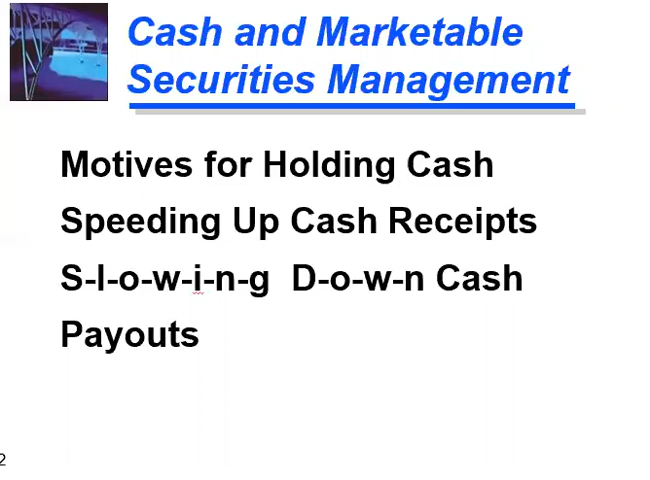 Cash and Marketable
Securities Management
Motives for Holding Cash
Speeding Up Cash Receipts
S-l-o-w-i-n-g  D-o-w-n Cash
Payouts
2